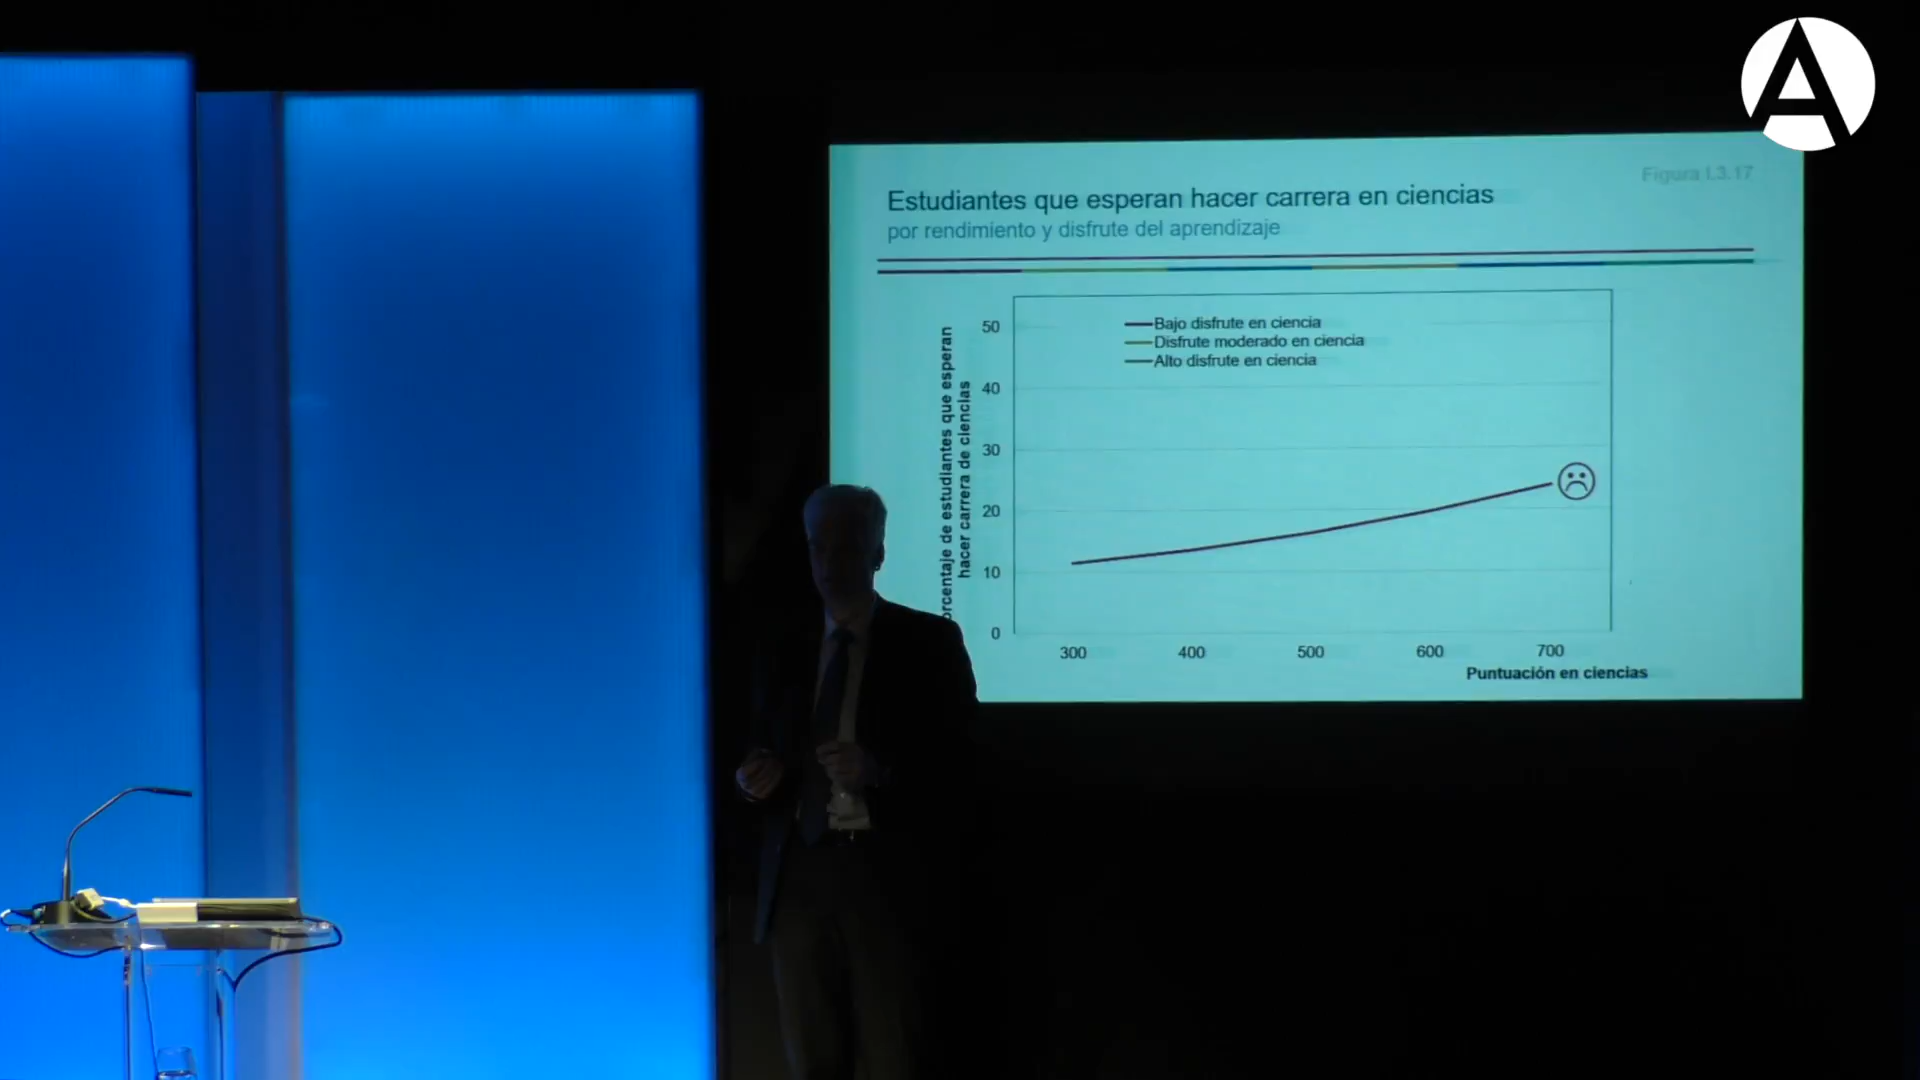 Figura I.3.17
Estudiantes que esperan hacer carrera en ciencias
por rendimiento y disfrute del aprendizaje
orcentaje de estudiantes que esperan
hacer carrera de ciencias
50
40
30
20
10
0
Bajo disfrute en ciencia
Disfrute moderado en ciencia
Alto disfrute en ciencia
300 400 500 600 700
Puntuación en ciencias
A